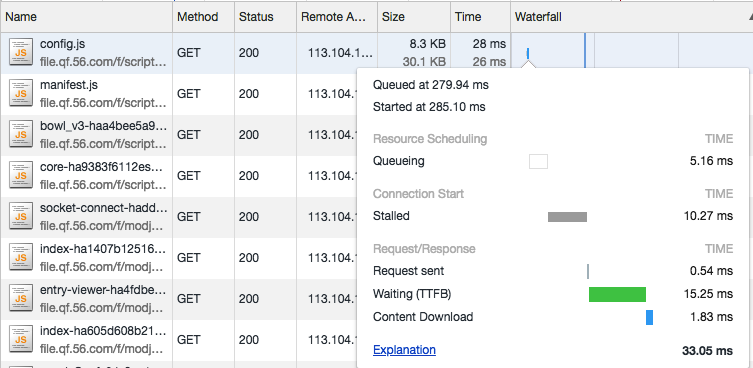 Name Method Status Remote A... Size Time Waterfall
JS config.js GET 200 113.104.1... 8.3 KB 28 ms
file.qf.56.com/f/script... 30.1 KB 26 ms
JS manifest.js GET 200 113.104.
file.qf.56.com/f/script...
JS bowl_v3-haa4bee5a9... GET 200 113.104.
file.qf.56.com/f/script...
JS core-ha9383f6112es... GET 200 113.104.
file.qf.56.com/f/script...
JS socket-connect-hadd... GET 200 113.104.
file.qf.56.com/f/modj...
JS index-ha1407b12516... GET 200 113.104.
file.qf.56.com/f/modj...
JS entry-viewer-ha4fdbe... GET 200 113.104.
file.qf.56.com/f/modj...
JS index-ha605d608b21... GET 200 113.104.
file.qf.56.com/f/modj...
Queued at 279.94 ms
Started at 285.10 ms
Resource Scheduling TIME
Queueing 5.16 ms
Connection Start TIME
Stalled 10.27 ms
Request/Response TIME
Request sent 0.54 ms
Waiting (TTFB) 15.25 ms
Content Download 1.83 ms
Explanation 33.05 ms